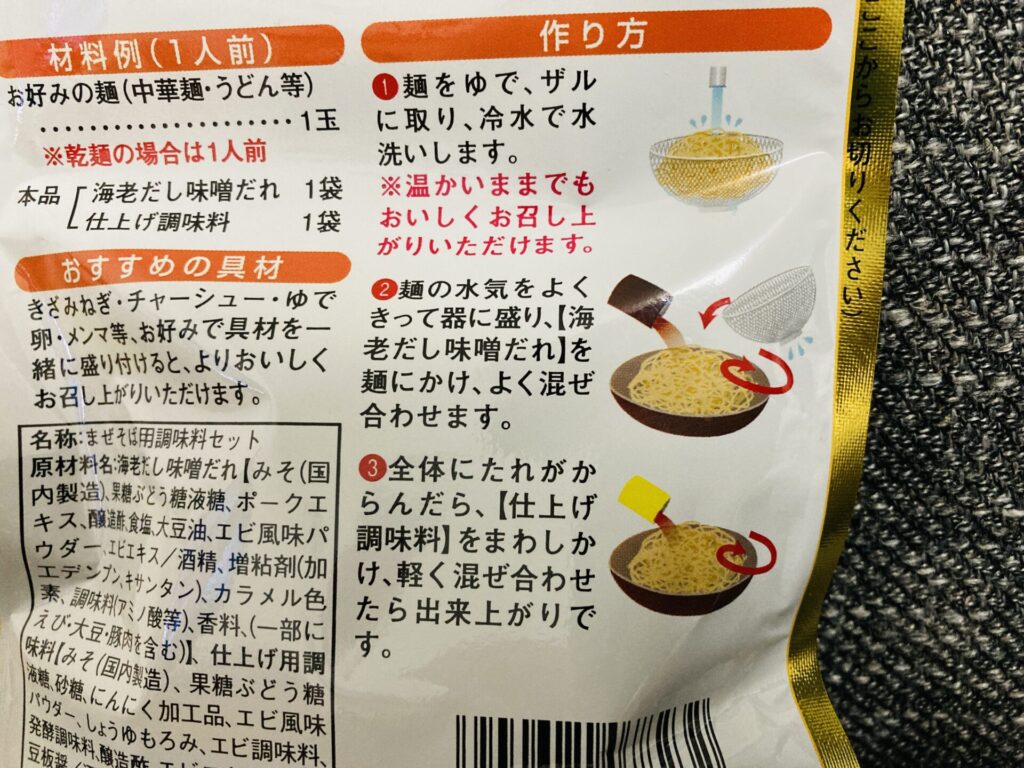 材料例(1人前)
お好みの麺(中華麺・うどん等)
・・・・・・・・・・・・・・・・・・・・1玉
※乾麺の場合は1人前
本品
海老だし味噌だれ 1袋
仕上げ調味料 1袋
おすすめの具材
きざみねぎ・チャーシュー・ゆで
卵・メンマ等、お好みで具材を一
緒に盛り付けると、よりおいしく
お召し上がりいただけます。
名称:まぜそば用調味料セット
原材料名:海老だし味噌だれ【みそ(国
内製造)、果糖ぶどう糖液糖、ポークエ
キス、醸造酢、食塩、大豆油、エビ風味パ
ウダー、エビエキス/酒精、増粘剤(加
エデンプン、キサンタン)、カラメル色
素、調味料(アミノ酸等)、香料、(一部に
えび・大豆・豚肉を含む)】、仕上げ用調
味料【みそ(国内製造)、果糖ぶどう糖
液糖、砂糖、にんにく加工品、エビ風味
パウダー、しょうゆもろみ、エビ調味料、
発酵調味料、醸造酢、エビエキス、
豆板醤
作り方
1 麺をゆで、ザル
に取り、冷水で水
洗いします。
※温かいままでも
おいしくお召し上
がりいただけます。
2 麺の水気をよく
きって器に盛り、【海
老だし味噌だれ】を
麺にかけ、よく混ぜ
合わせます。
3 全体にたれがか
らんだら、【仕上げ
調味料】をまわしか
け、軽く混ぜ合わせ
たら出来上がりで
す。
ここからお切りください)